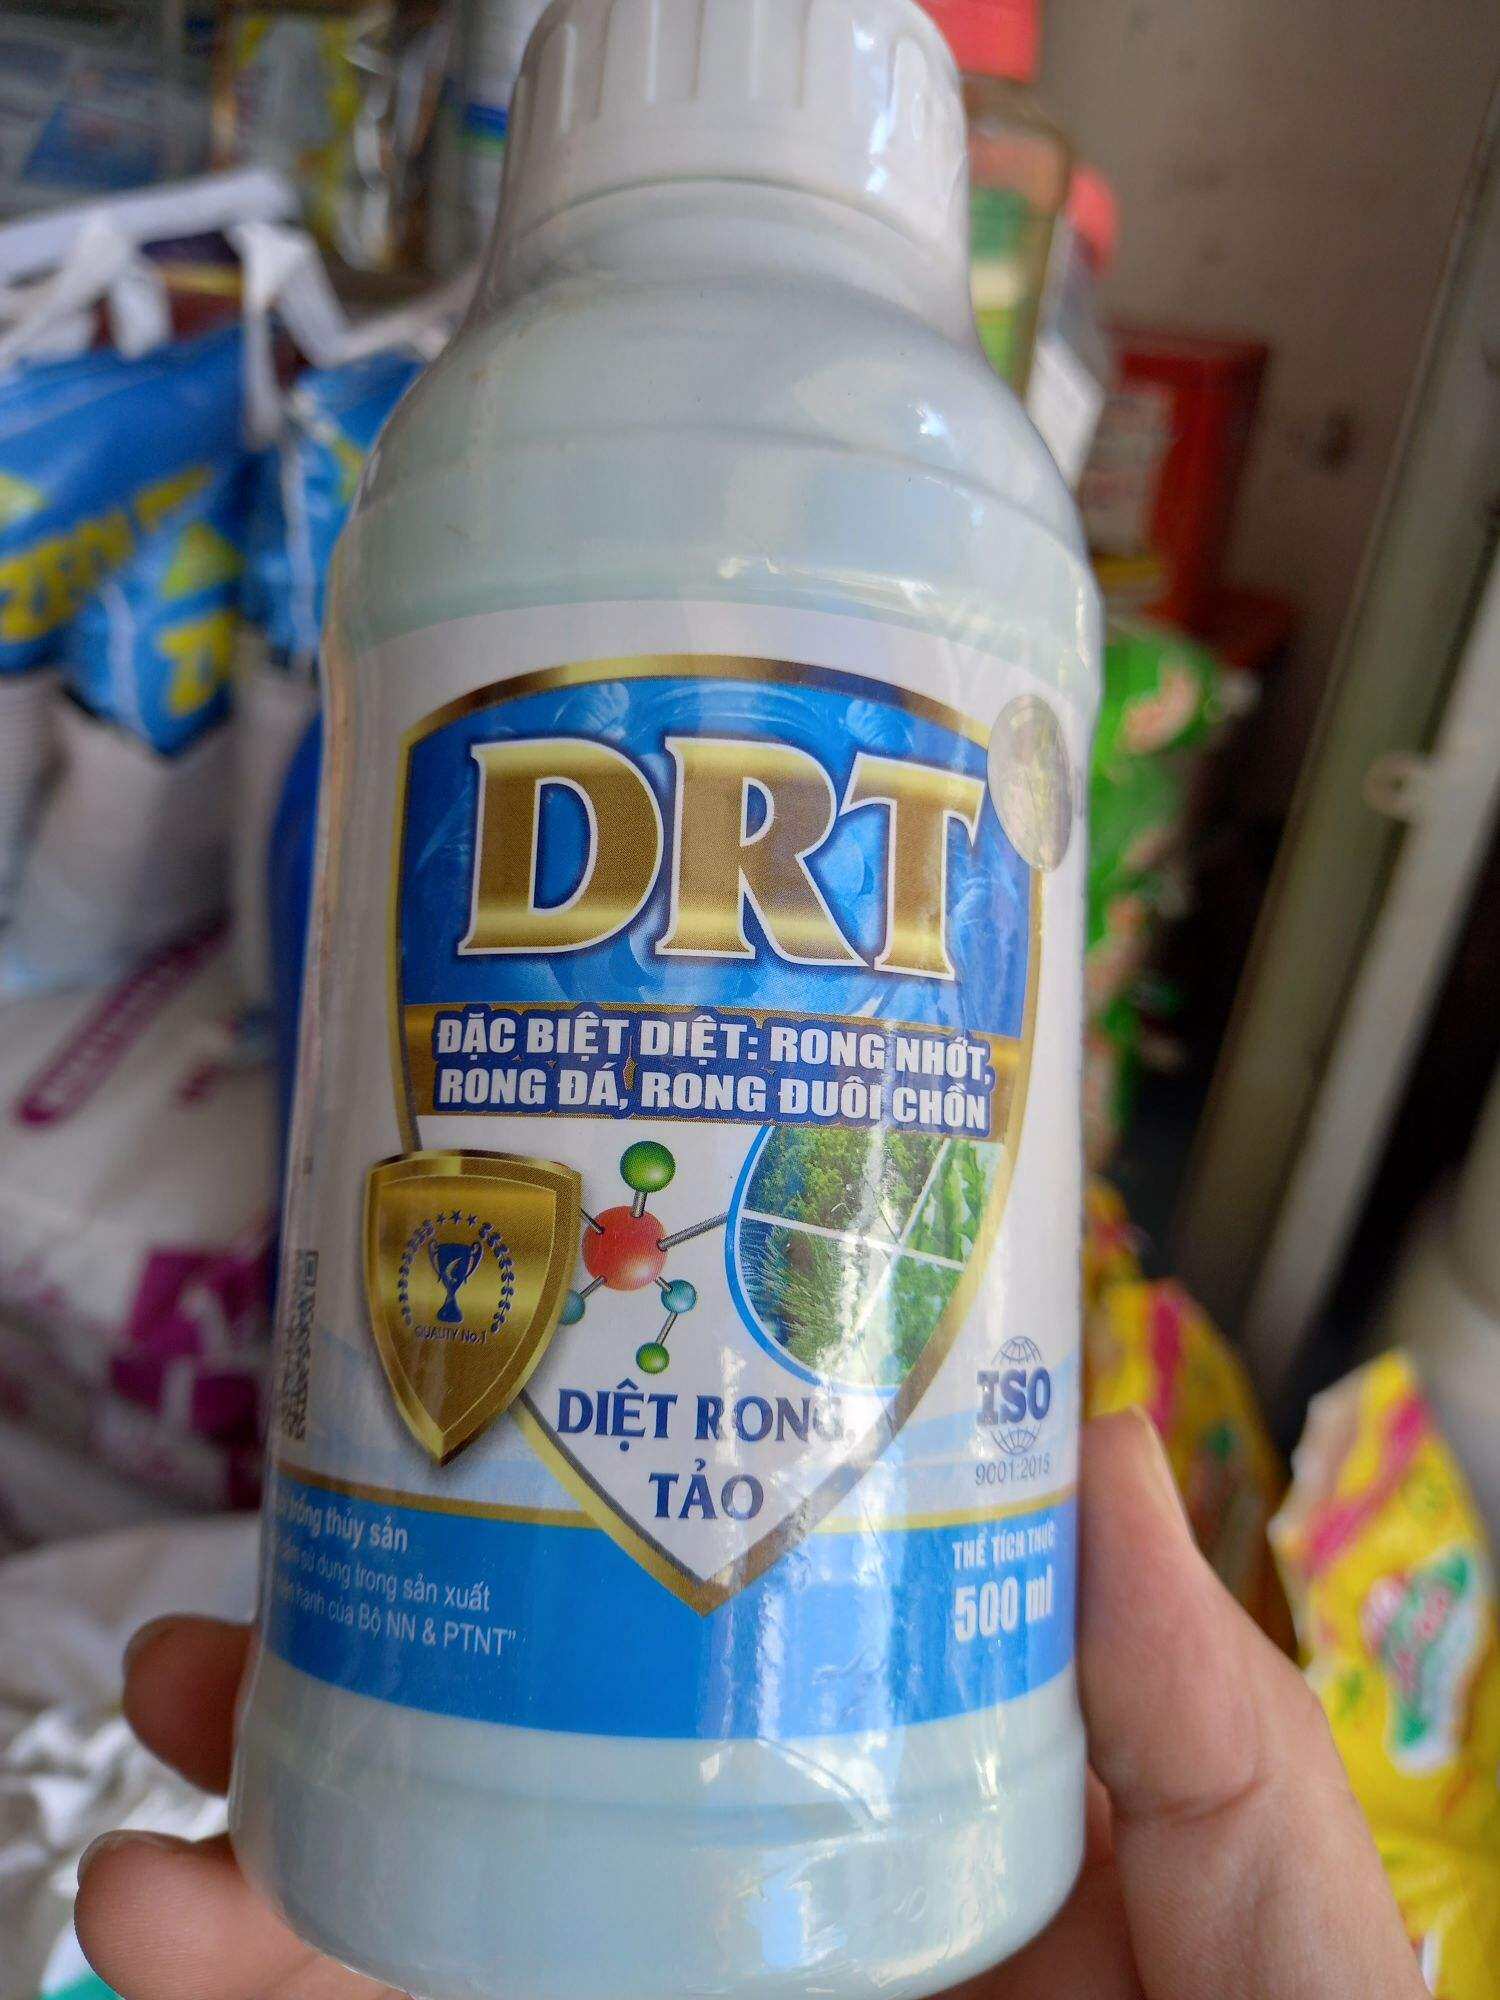 DRT
ĐẶC BIỆT DIỆT: RONG NHỚT,
RONG ĐÁ, RONG ĐUÔI CHỒN
QUALITY No.1
DIỆT RONG,
TẢO
ISO
9001:2015
trồng thủy sản
sử dụng trong sản xuất
hành của Bộ NN & PTNT"
THỂ TÍCH THỰC
500 ml